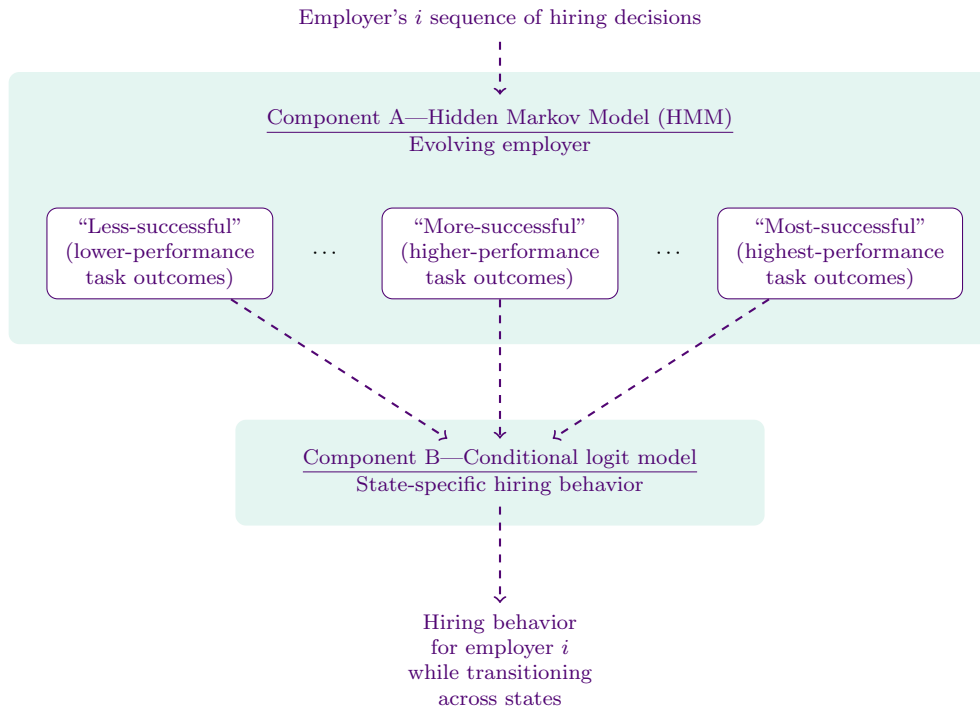 Employer's i sequence of hiring decisions
Component A—Hidden Markov Model (HMM)
Evolving employer
“Less-successful”
(lower-performance
task outcomes)
...
“More-successful”
(higher-performance
task outcomes)
...
“Most-successful”
(highest-performance
task outcomes)
Component B—Conditional logit model
State-specific hiring behavior
Hiring behavior
for employer i
while transitioning
across states